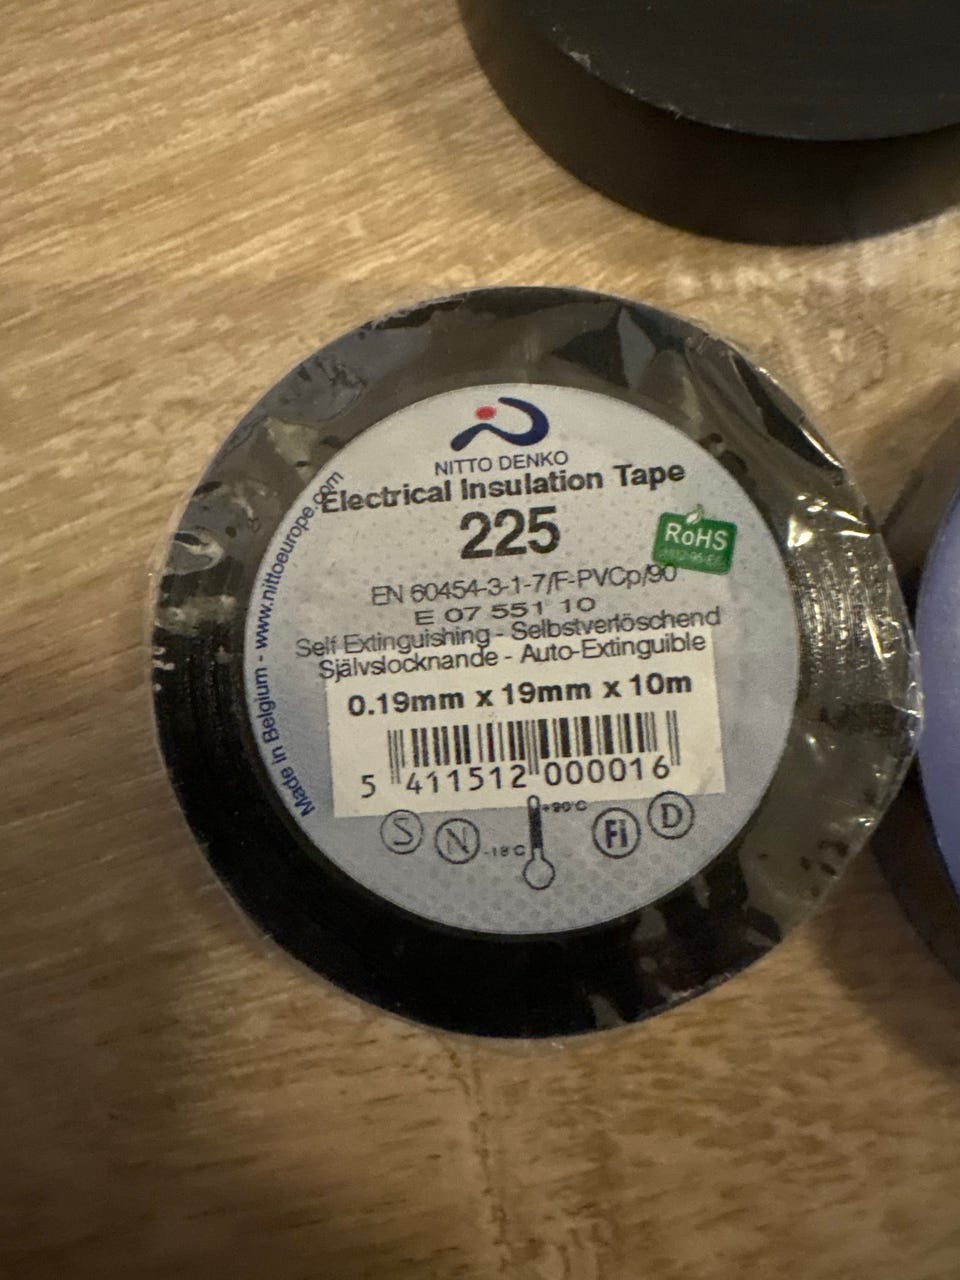 NITTO DENKO
Electrical Insulation Tape
225
RoHS
EN 60454-3-1-7/F-PVCp/90
E 07 551 10
Self Extinguishing - Selbstverlöschend
Självslocknande - Auto-Extinguible
0.19mm x 19mm x 10m
5 411512 000016
S N -18°C +90°C Fi D
Made in Belgium - www.nittoeurope.com